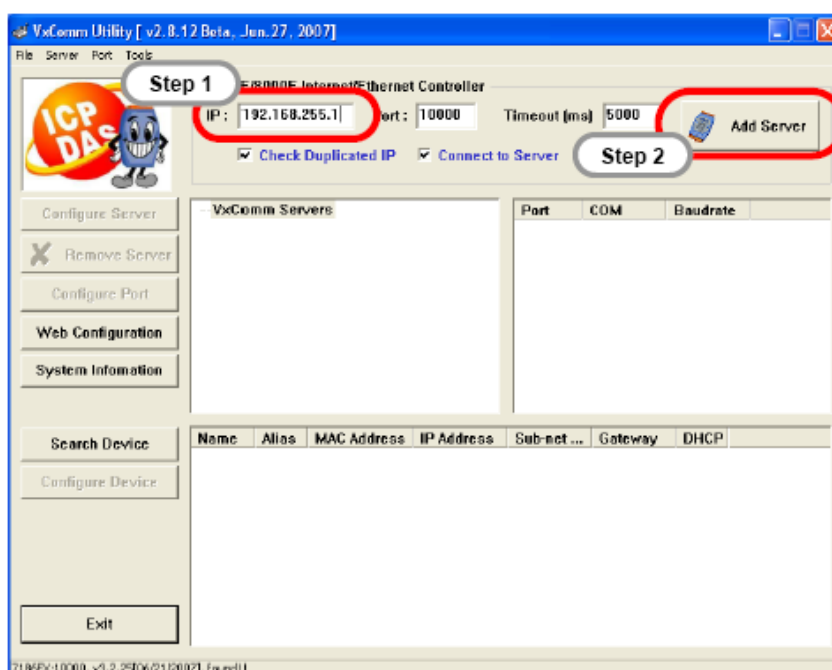 VxComm Utility [ v2.8.12 Beta, Jun.27, 2007]
File Server Port Tools
Step 1
E/8000E Internet/Ethernet Controller
ICP DAS
IP : 192.168.255.1 ort : 10000 Timeout (ms) 5000
Add Server
Check Duplicated IP Connect to Server
Step 2
Configure Server
Remove Server
Configure Port
Web Configuration
System Infomation
VxComm Servers
Port COM Baudrate
Search Device
Configure Device
Name Alias MAC Address IP Address Sub-net ... Gateway DHCP
Exit